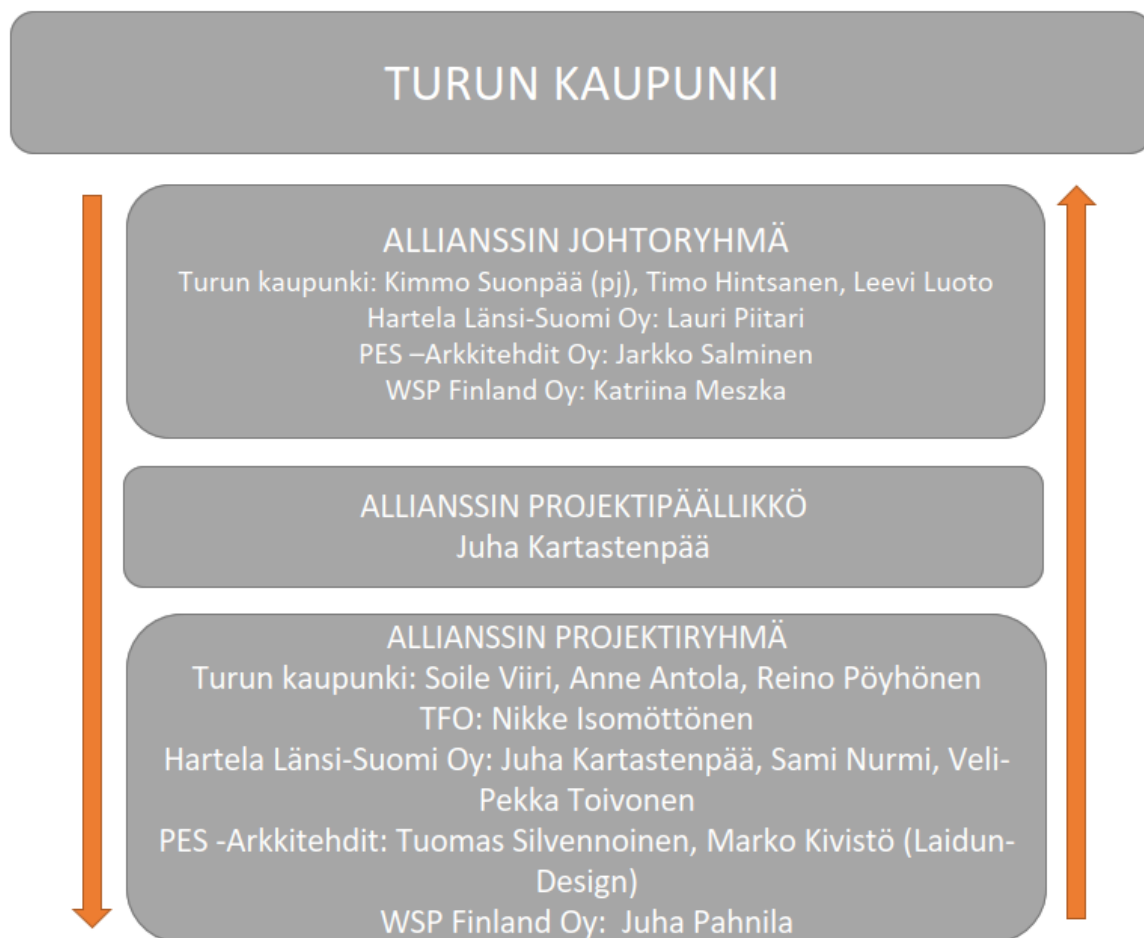 TURUN KAUPUNKI
ALLIANSSIN JOHTORYHMÄ
Turun kaupunki: Kimmo Suonpää (pj), Timo Hintsanen, Leevi Luoto
Hartela Länsi-Suomi Oy: Lauri Piitari
PES –Arkkitehdit Oy: Jarkko Salminen
WSP Finland Oy: Katriina Meszka
ALLIANSSIN PROJEKTIPÄÄLLIKKÖ
Juha Kartastenpää
ALLIANSSIN PROJEKTIRYHMÄ
Turun kaupunki: Soile Viiri, Anne Antola, Reino Pöyhönen
TFO: Nikke Isomöttönen
Hartela Länsi-Suomi Oy: Juha Kartastenpää, Sami Nurmi, Veli-
Pekka Toivonen
PES -Arkkitehdit: Tuomas Silvennoinen, Marko Kivistö (Laidun-
Design)
WSP Finland Oy:  Juha Pahnila